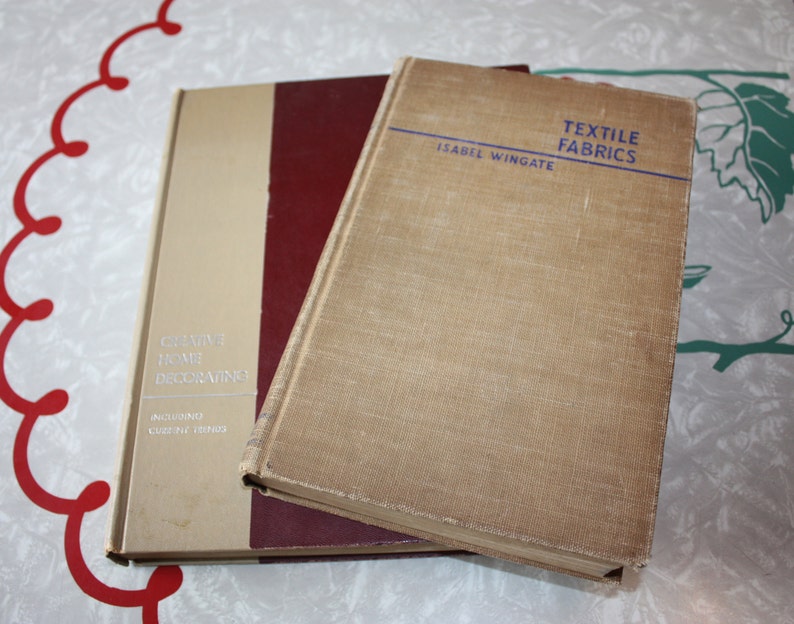 CREATIVE
HOME
DECORATING
INCLUDING
CURRENT TRENDS
TEXTILE
FABRICS
ISABEL WINGATE